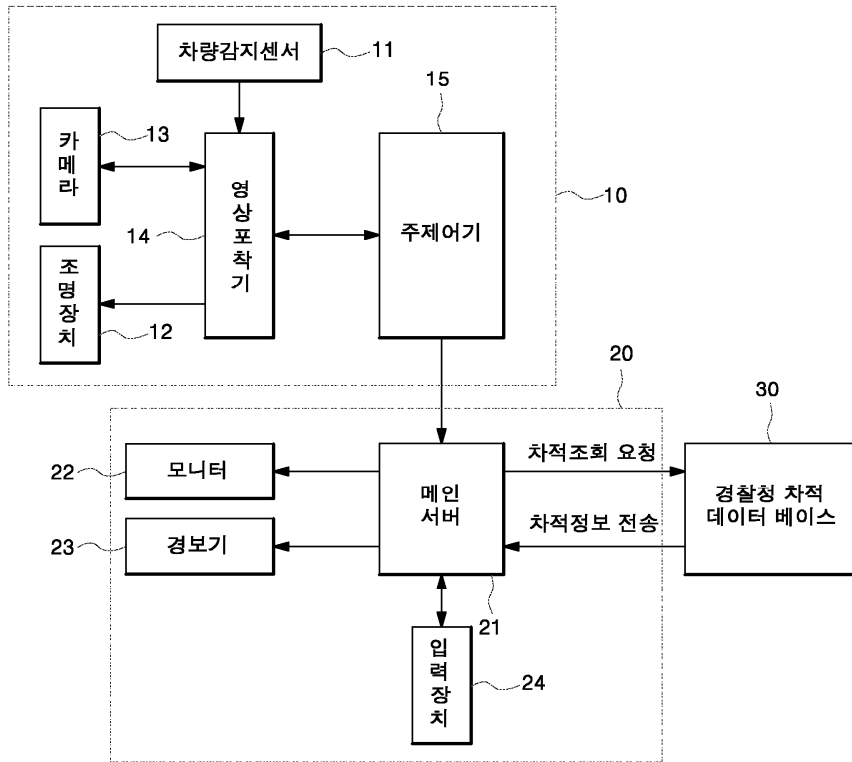 차량감지센서
11
15
카메라
13
영상포착기
14
주제어기
10
조명장치
12
20
30
22
모니터
메인
서버
차적조회 요청
경찰청 차적
데이터 베이스
23
경보기
차적정보 전송
21
입력장치
24